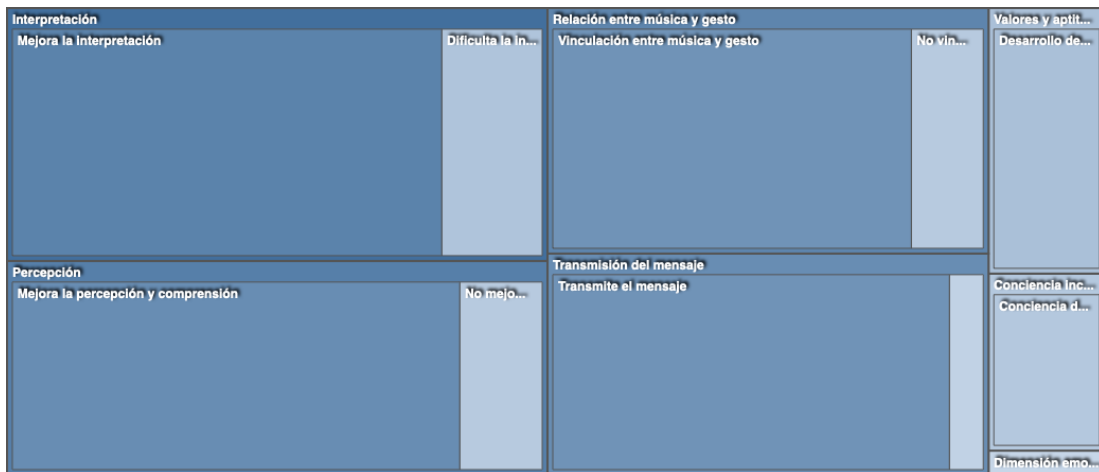 Interpretación
Mejora la interpretación
Dificulta la in...
Relación entre música y gesto
Vinculación entre música y gesto
No vin...
Valores y aptit...
Desarrollo de...
Percepción
Mejora la percepción y comprensión
No mejo...
Transmisión del mensaje
Transmite el mensaje
Conciencia inc...
Conciencia d...
Dimensión emo...